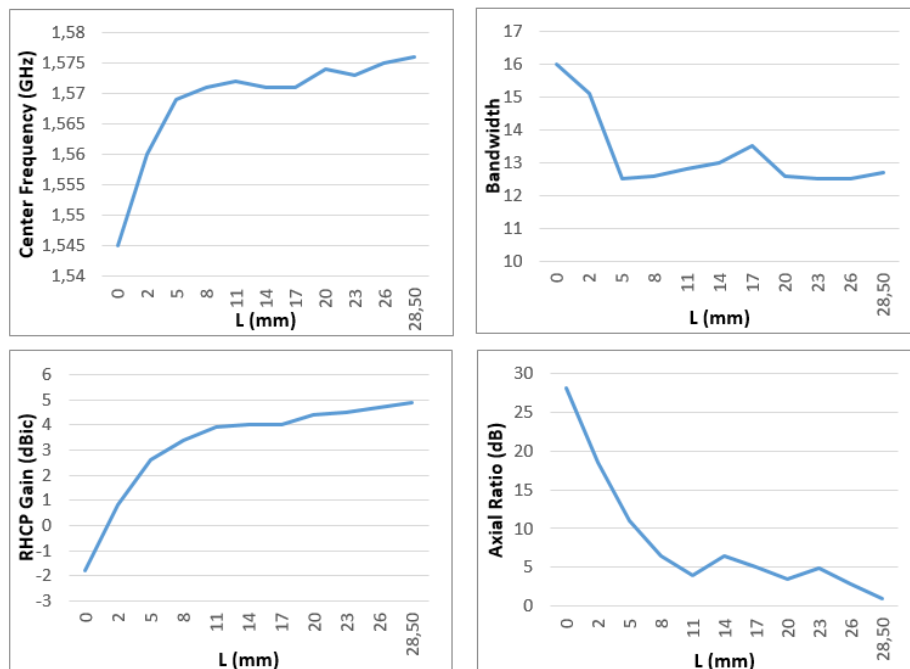 Center Frequency (GHz)
1,58
1,575
1,57
1,565
1,56
1,555
1,55
1,545
1,54
0 2 5 8 11 14 17 20 23 26 28,50
L (mm)
Bandwidth
17
16
15
14
13
12
11
10
0 2 5 8 11 14 17 20 23 26 28,50
L (mm)
RHCP Gain (dBic)
6
5
4
3
2
1
0
-1
-2
-3
0 2 5 8 11 14 17 20 23 26 28,50
L (mm)
Axial Ratio (dB)
30
25
20
15
10
5
0
0 2 5 8 11 14 17 20 23 26 28,50
L (mm)